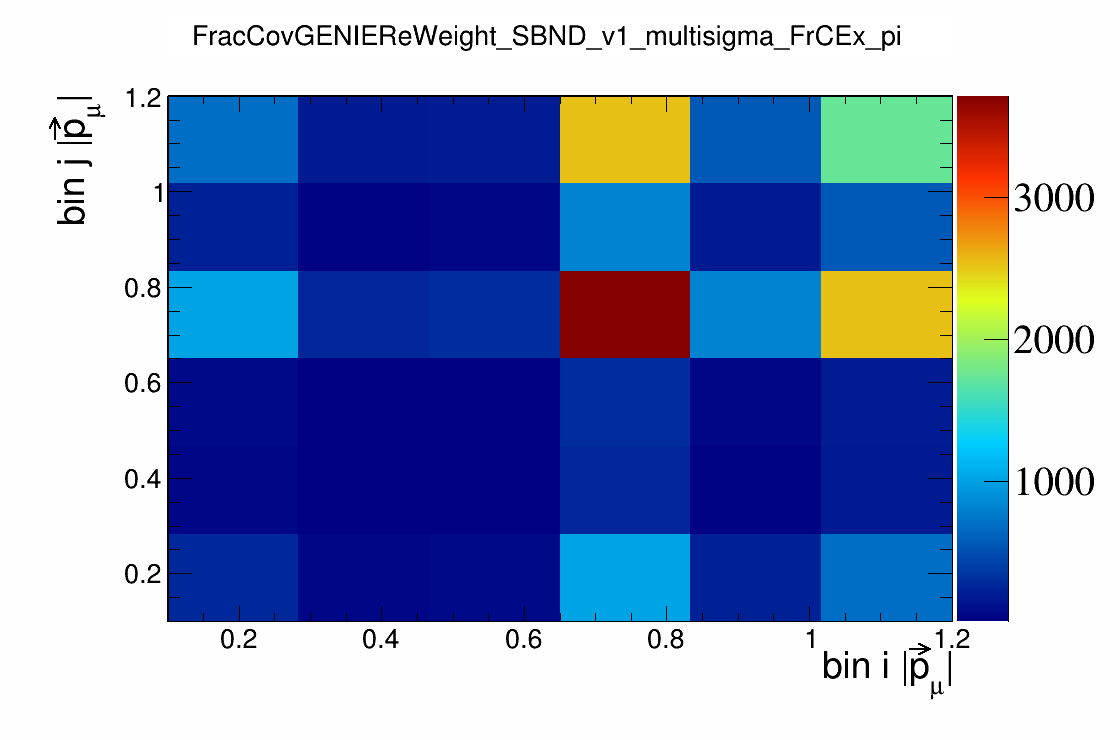 FracCovGENIEReWeight_SBND_v1_multisigma_FrCEx_pi
bin j |p⃗μ|
1.2
1
0.8
0.6
0.4
0.2
0.2 0.4 0.6 0.8 1 1.2
bin i |p⃗μ|
3000
2000
1000